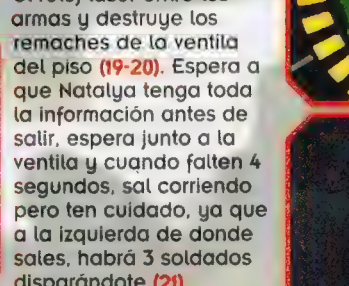 armas y destruye los
remaches de la ventila
del piso (19-20). Espera a
que Natalya tenga toda
la información antes de
salir, espera junto a la
ventila y cuando falten 4
segundos, sal corriendo
pero ten cuidado, ya que
a la izquierda de donde
sales, habrá 3 soldados
disparándote (21)